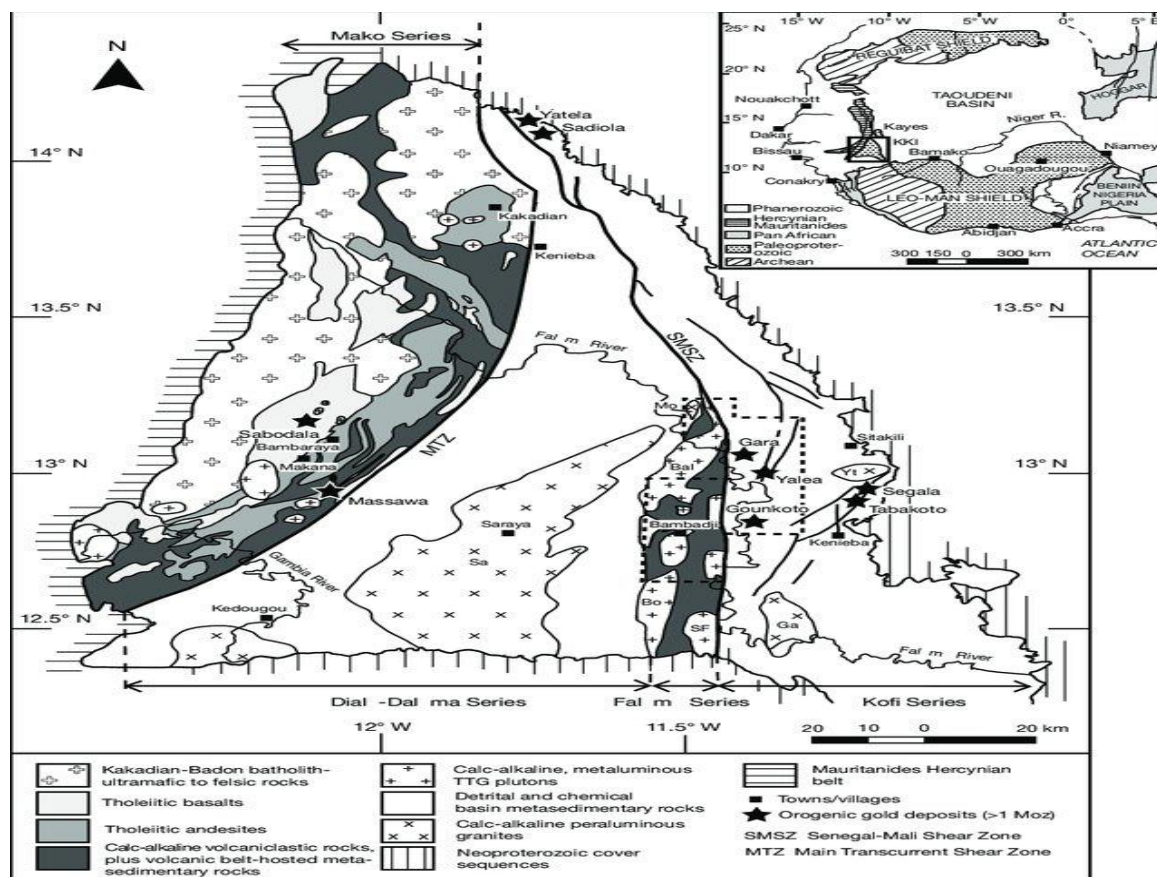 Mako Series
N
14° N
13.5° N
13° N
12.5° N
Yatela
Sadiola
Kakadian
Kenieba
Fal m River
SMSZ
MTZ
Sabodala
Bambaraya
Makana
Massawa
Gambia River
Kedougou
Saraya
Sa
Mo
Bal
Bambadji
Bo
SF
Gara
Yalea
Gounkoto
Sitakili
Yt
Segala
Tabakoto
Kenieba
Ga
Fal m River
13.5° N
13° N
Dial -Dal ma Series
Fal m Series
Kofi Series
12° W
11.5° W
20 10 0 20 km
15° W 10° W 5° W 0° 5° E
25° N
20° N
15° N
10° N
REGUIBAT SHIELD
TAOUDENI
BASIN
HOGGAR
Nouakchott
Dakar
Bissau
Conakry
Kayes
KKI
Bamako
Niger R.
Niamey
Ouagadougou
LEO-MAN SHIELD
BENIIN
NIGERIA
PLAIN
Abidjan
Accra
ATLANTIC
OCEAN
Phanerozoic
Hercynian
Mauritanides
Pan African
Paleoproter-
ozoic
Archean
300 150 0 300 km
Kakadian-Badon batholith-
ultramafic to felsic rocks
Tholeiitic basalts
Tholeiitic andesites
Calc-alkaline volcaniclastic rocks,
plus volcanic belt-hosted meta-
sedimentary rocks
Calc-alkaline, metaluminous
TTG plutons
Detrital and chemical
basin metasedimentary rocks
Calc-alkaline peraluminous
granites
Neoproterozoic cover
sequences
Mauritanides Hercynian
belt
Towns/villages
Orogenic gold deposits (>1 Moz)
SMSZ Senegal-Mali Shear Zone
MTZ Main Transcurrent Shear Zone